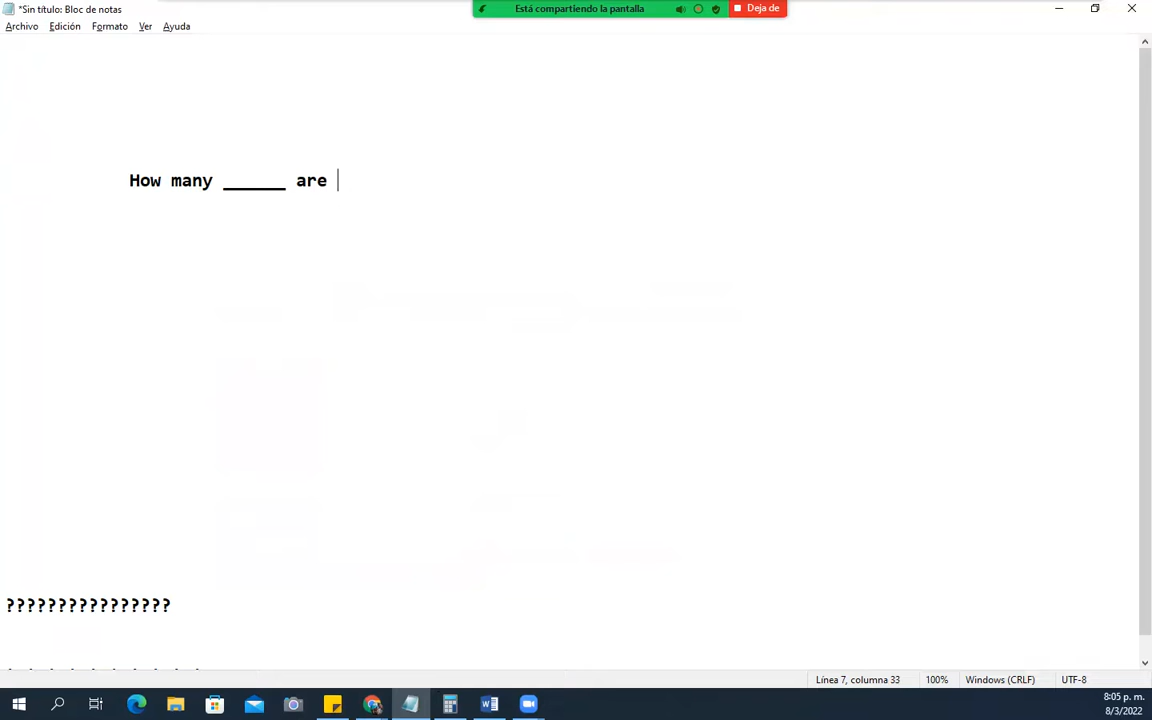 *Sin título: Bloc de notas
Está compartiendo la pantalla
Deja de
Archivo Edición Formato Ver Ayuda
How many ______ are
????????????????
Línea 7, columna 33
100%
Windows (CRLF)
UTF-8
8:05 p. m.
8/3/2022